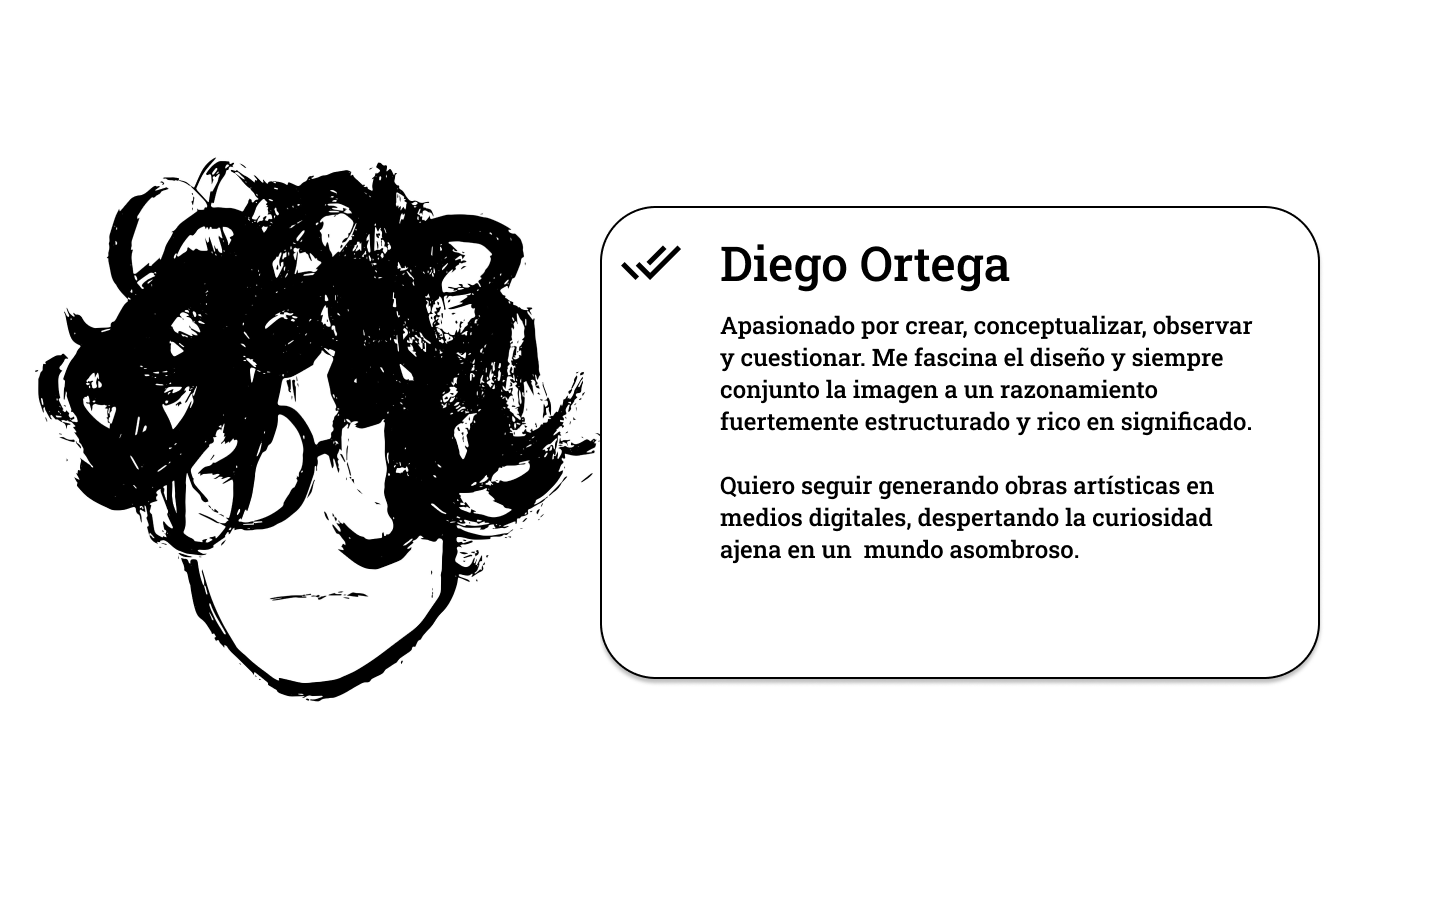 Diego Ortega
Apasionado por crear, conceptualizar, observar
y cuestionar. Me fascina el diseño y siempre
conjunto la imagen a un razonamiento
fuertemente estructurado y rico en significado.
Quiero seguir generando obras artísticas en
medios digitales, despertando la curiosidad
ajena en un  mundo asombroso.